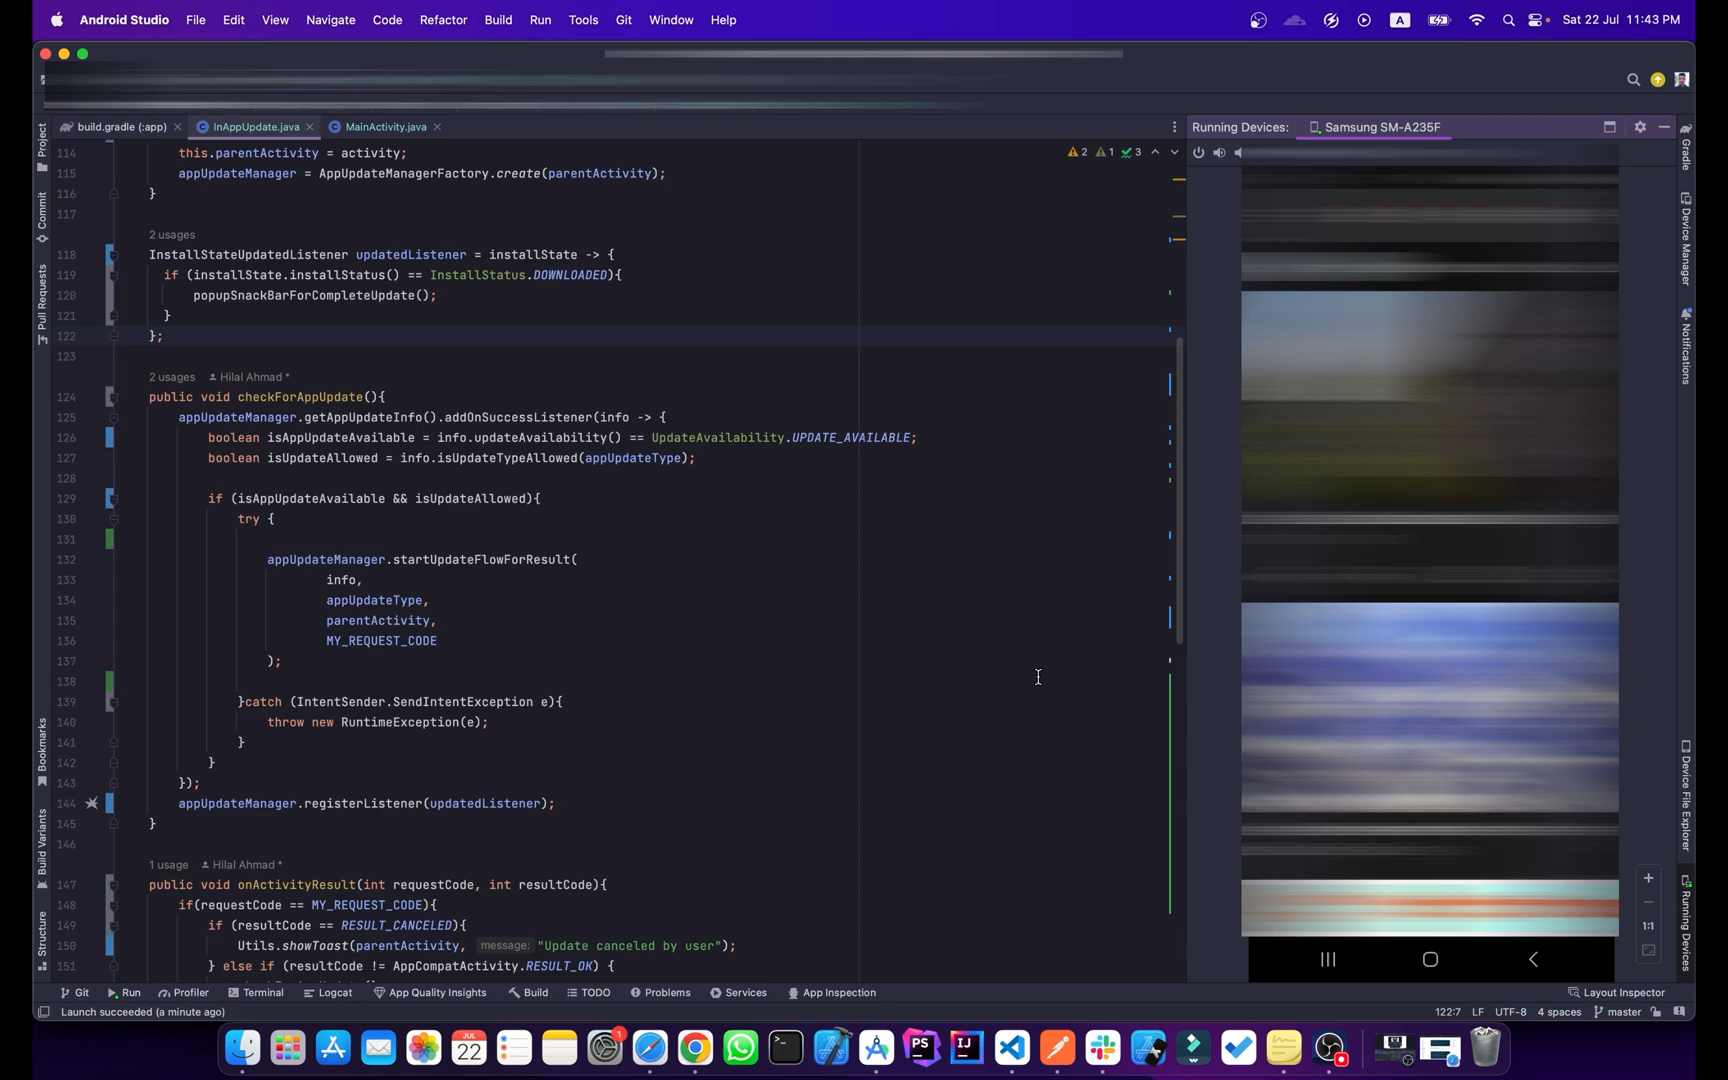 Android Studio File Edit View Navigate Code Refactor Build Run Tools Git Window Help A Sat 22 Jul 11:43 PM
build.gradle (:app) InAppUpdate.java MainActivity.java Running Devices: Samsung SM-A235F
114 this.parentActivity = activity; 2 1 3
115 appUpdateManager = AppUpdateManagerFactory.create(parentActivity);
116 }
117
2 usages
118 InstallStateUpdatedListener updatedListener = installState -> {
119 if (installState.installStatus() == InstallStatus.DOWNLOADED){
120 popupSnackBarForCompleteUpdate();
121 }
122 };
123
2 usages Hilal Ahmad *
124 public void checkForAppUpdate(){
125 appUpdateManager.getAppUpdateInfo().addOnSuccessListener(info -> {
126 boolean isAppUpdateAvailable = info.updateAvailability() == UpdateAvailability.UPDATE_AVAILABLE;
127 boolean isUpdateAllowed = info.isUpdateTypeAllowed(appUpdateType);
128
129 if (isAppUpdateAvailable && isUpdateAllowed){
130 try {
131
132 appUpdateManager.startUpdateFlowForResult(
133 info,
134 appUpdateType,
135 parentActivity,
136 MY_REQUEST_CODE
137 );
138
139 }catch (IntentSender.SendIntentException e){
140 throw new RuntimeException(e);
141 }
142 }
143 });
144 appUpdateManager.registerListener(updatedListener);
145 }
146
1 usage Hilal Ahmad *
147 public void onActivityResult(int requestCode, int resultCode){
148 if(requestCode == MY_REQUEST_CODE){
149 if (resultCode == RESULT_CANCELED){
150 Utils.showToast(parentActivity, message: "Update canceled by user");
151 } else if (resultCode != AppCompatActivity.RESULT_OK) {
Project
Commit
Pull Requests
Bookmarks
Build Variants
Structure
Gradle
Device Manager
Notifications
Device File Explorer
Running Devices
1:1
Git Run Profiler Terminal Logcat App Quality Insights Build TODO Problems Services App Inspection Layout Inspector
Launch succeeded (a minute ago) 122:7 LF UTF-8 4 spaces master
JUL
22
1
PS
IJ